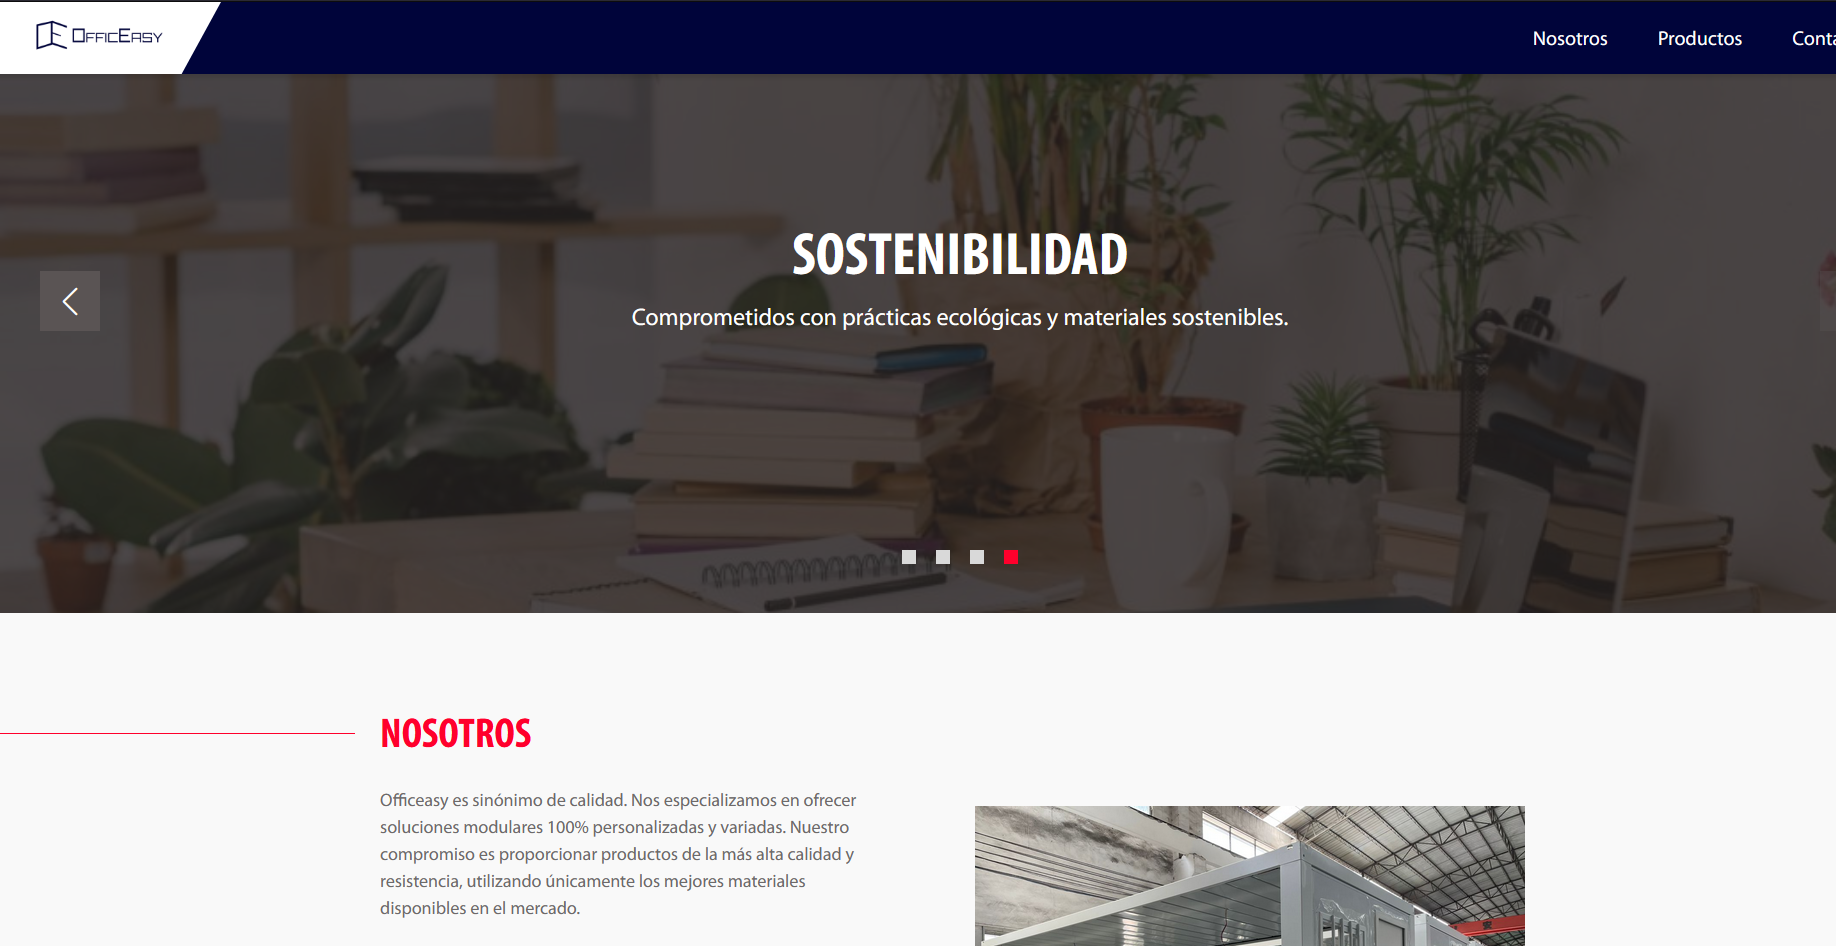 OFFICEASY
Nosotros Productos
SOSTENIBILIDAD
Comprometidos con prácticas ecológicas y materiales sostenibles.
NOSOTROS
Officeasy es sinónimo de calidad. Nos especializamos en ofrecer
soluciones modulares 100% personalizadas y variadas. Nuestro
compromiso es proporcionar productos de la más alta calidad y
resistencia, utilizando únicamente los mejores materiales
disponibles en el mercado.